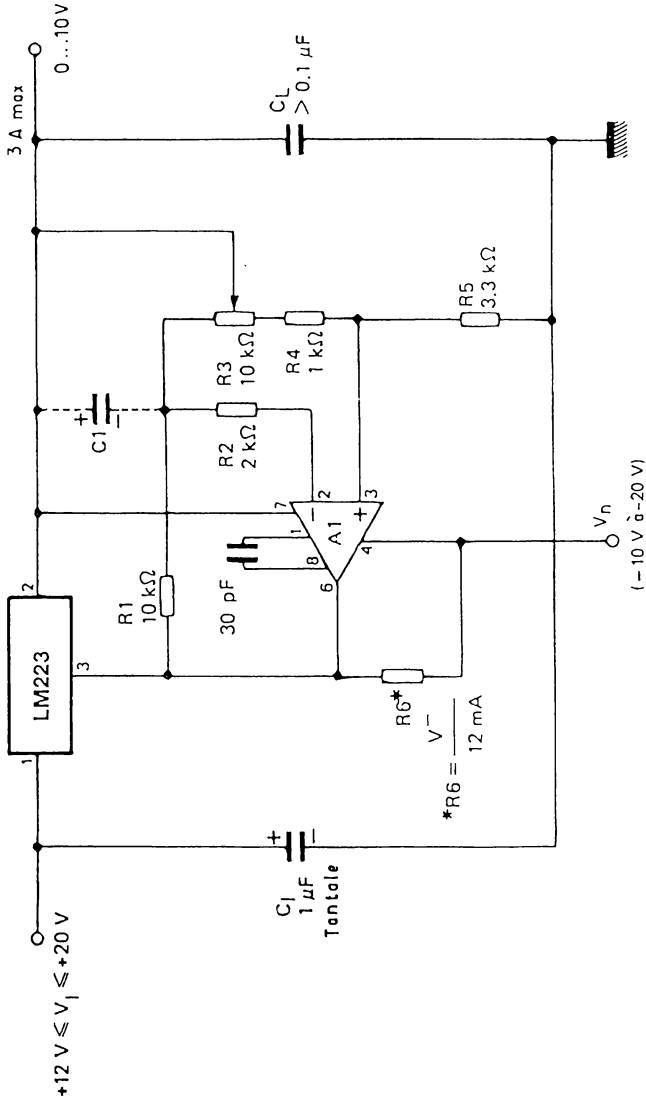 +12 V ≤ V_I ≤ +20 V
1
LM223
2
3
3 A max
0...10 V
C_I
1 µF
Tantale
+
−
R1
10 kΩ
C1
+
−
R2
2 kΩ
R3
10 kΩ
R4
1 kΩ
R5
3.3 kΩ
C_L
> 0.1 µF
30 pF
A1
−
+
7
1
8
6
2
3
4
R6*
*R6 = V⁻ / 12 mA
V_n
(−10 V à −20 V)